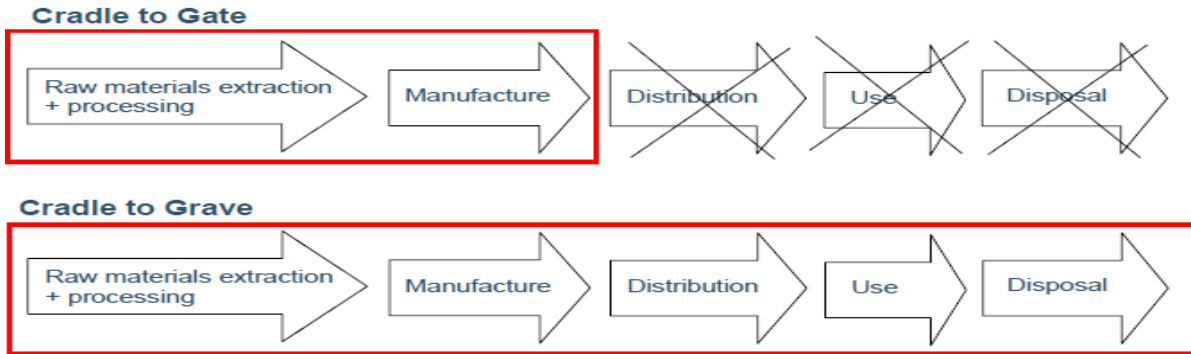 Cradle to Gate
Raw materials extraction
+ processing
Manufacture
Distribution
Use
Disposal
Cradle to Grave
Raw materials extraction
+ processing
Manufacture
Distribution
Use
Disposal